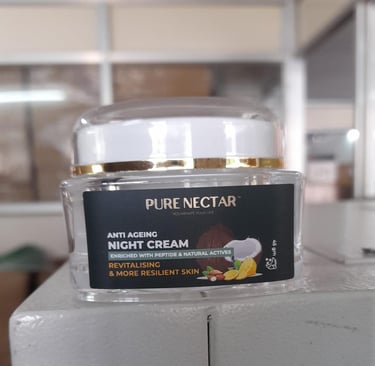 PURE NECTAR
ANTI AGEING
NIGHT CREAM
ENRICHED WITH PEPTIDE & NATURAL ACTIVES
REVITALISING
& MORE RESILIENT SKIN